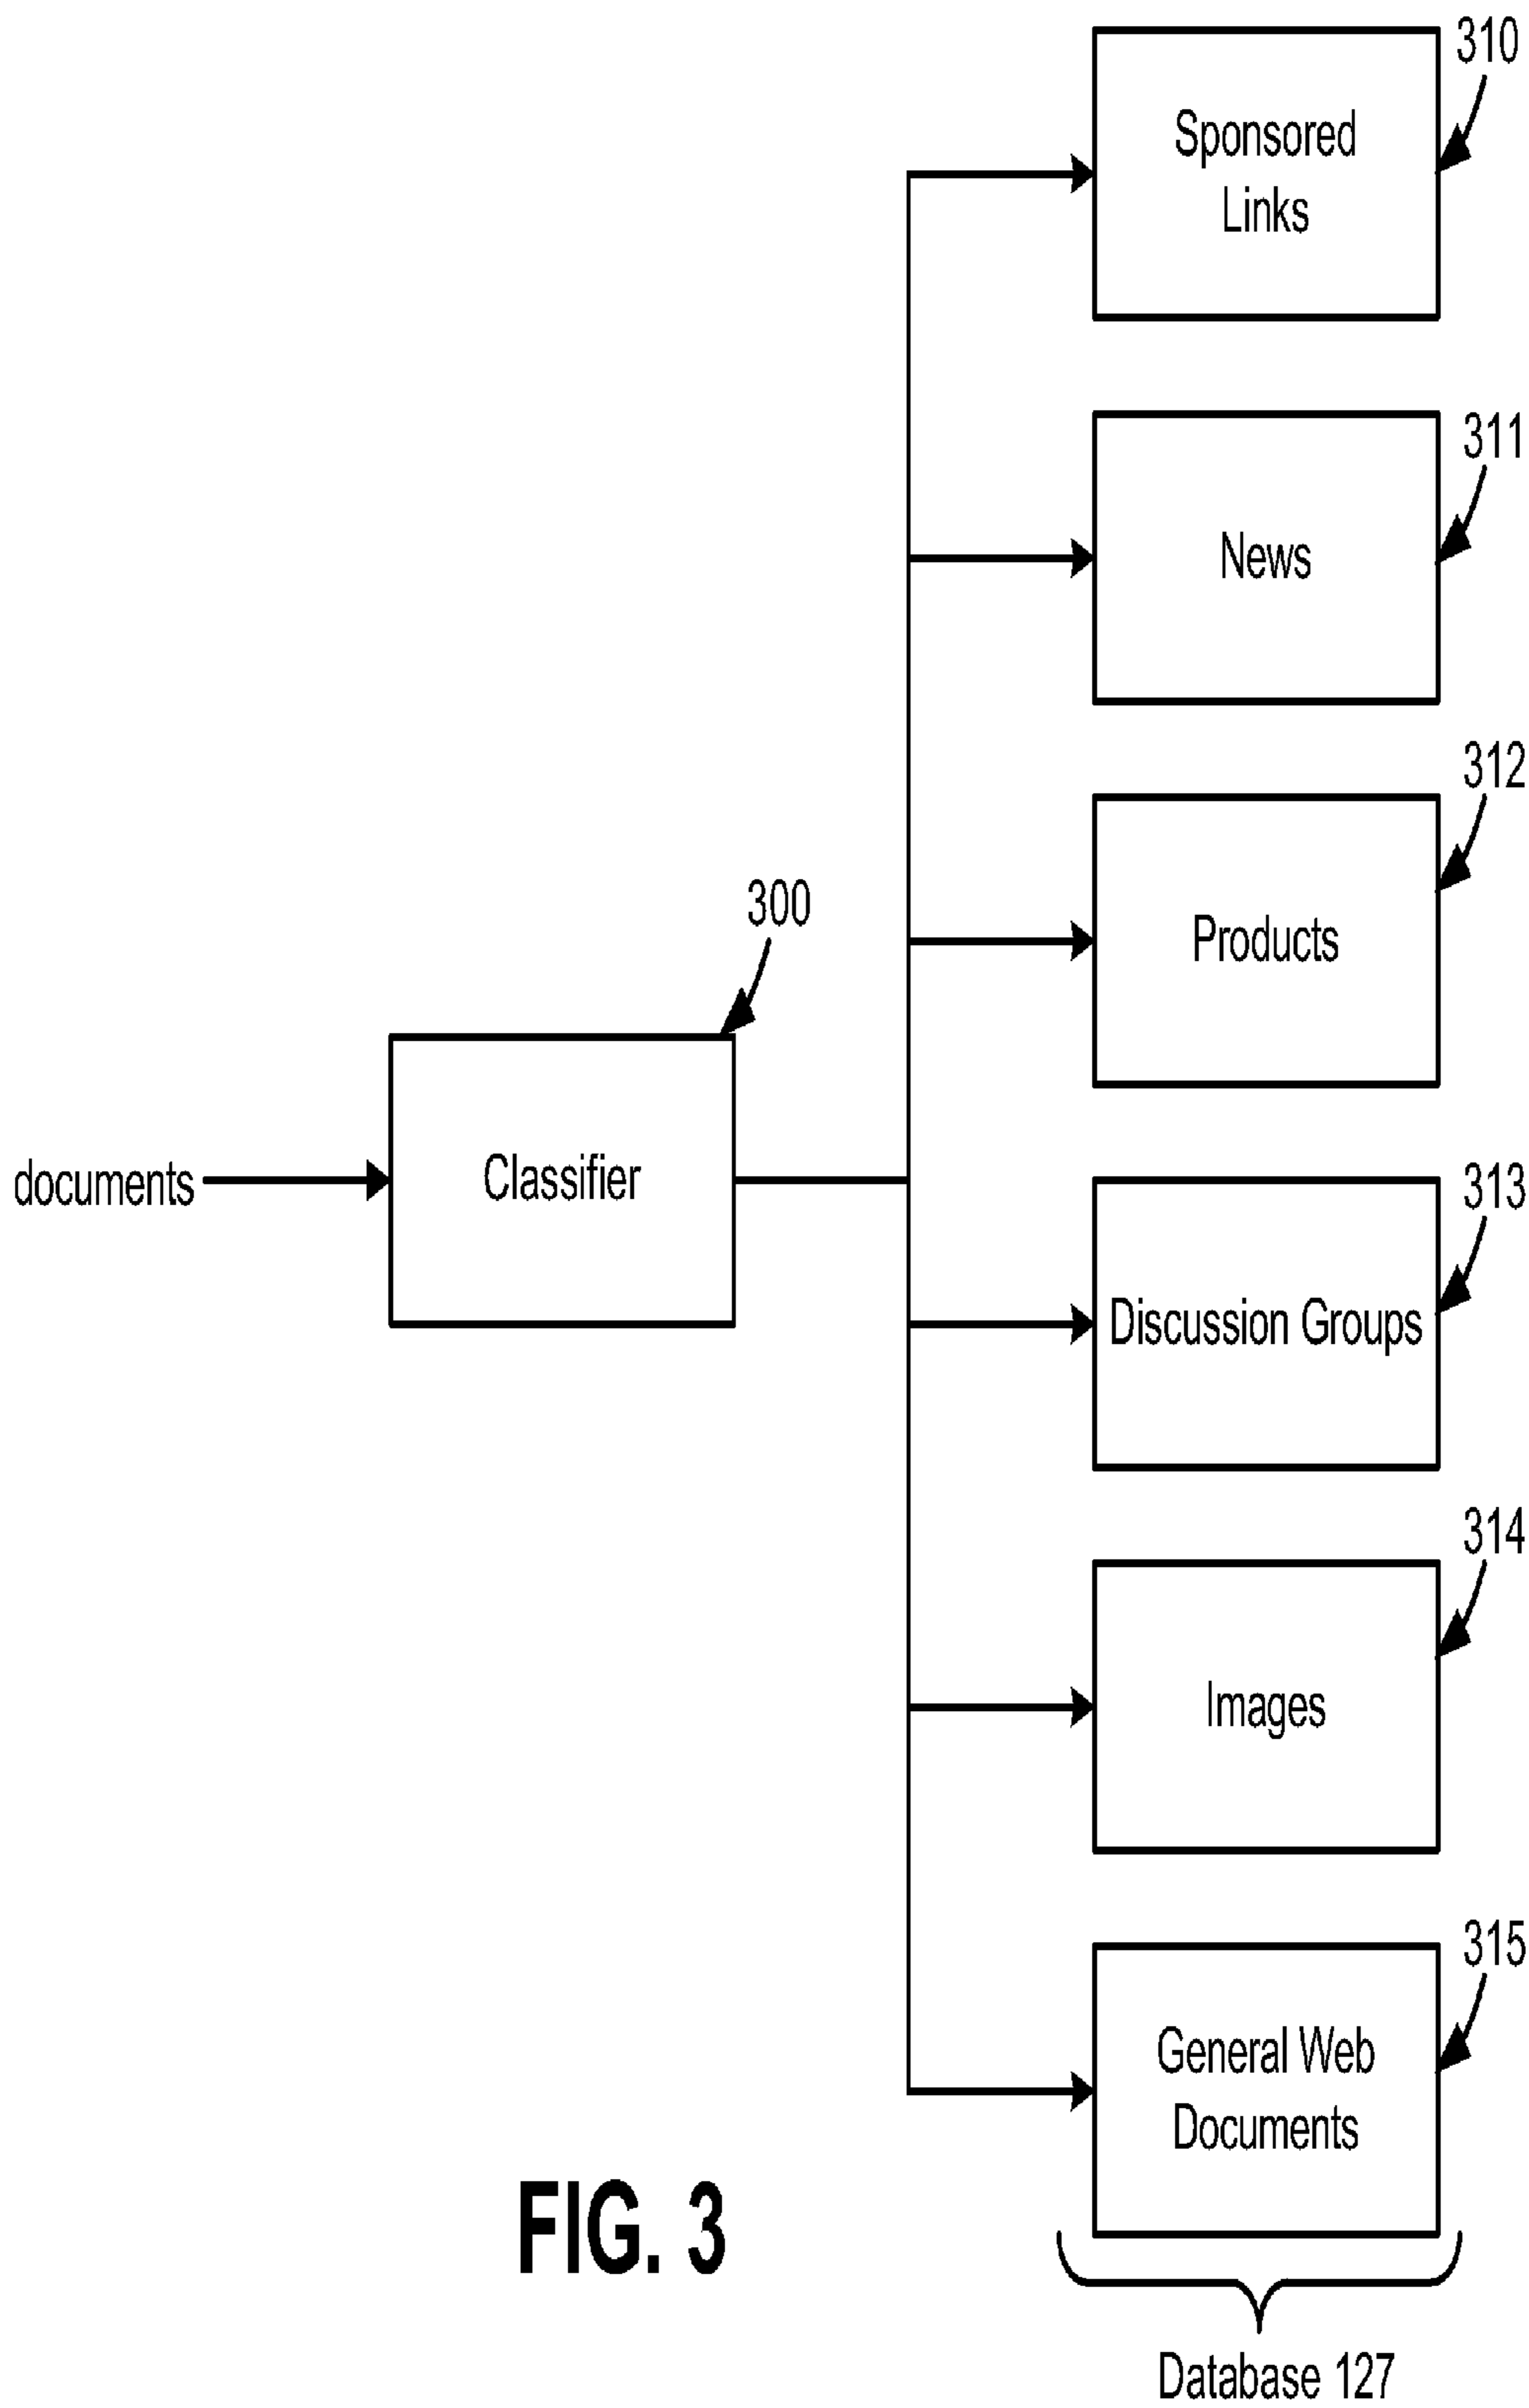 310
Sponsored
Links
311
News
312
Products
300
documents
Classifier
313
Discussion Groups
314
Images
315
General Web
Documents
FIG. 3
Database 127